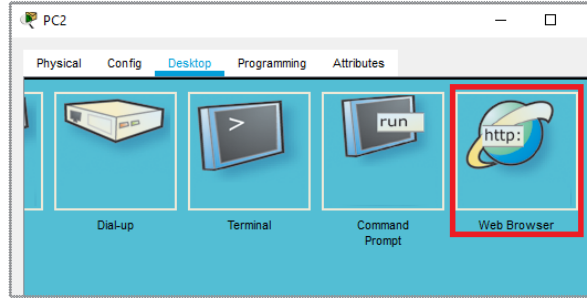 PC2
Physical Config Desktop Programming Attributes
> run http:
Dial-up Terminal Command Web Browser
Prompt